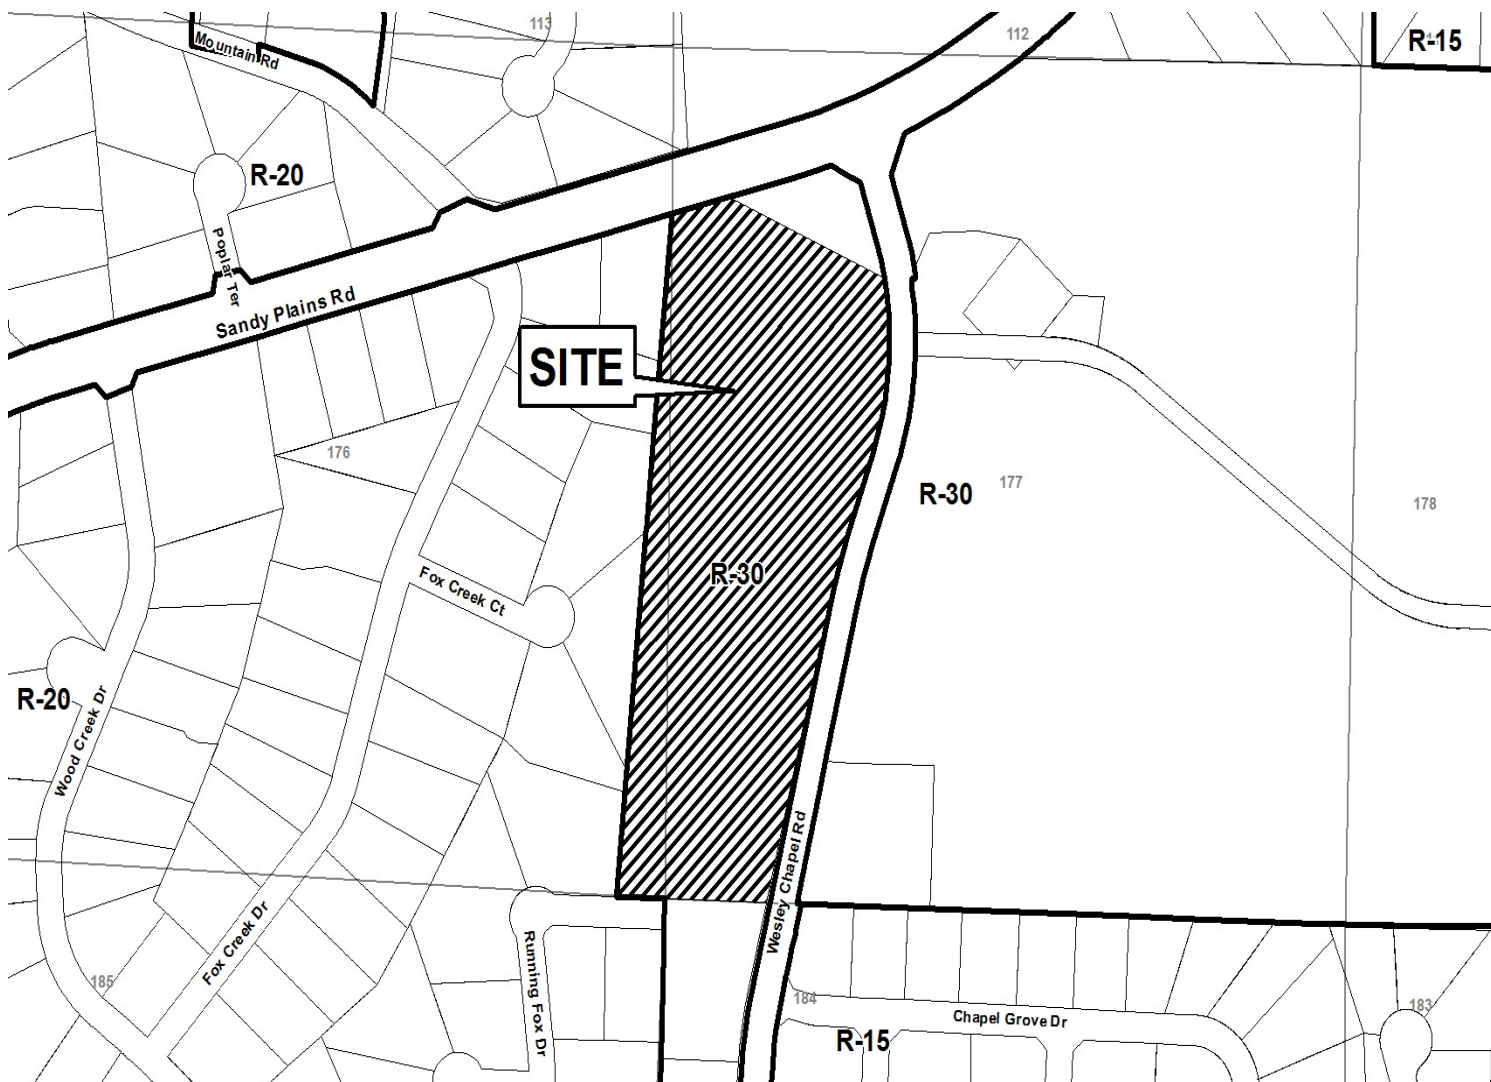 113
112
R-15
Mountain Rd
R-20
Poplar Ter
Sandy Plains Rd
SITE
176
R-30
177
178
R-30
Fox Creek Ct
R-20
Wood Creek Dr
Wesley Chapel Rd
Fox Creek Dr
Running Fox Dr
185
184
183
Chapel Grove Dr
R-15